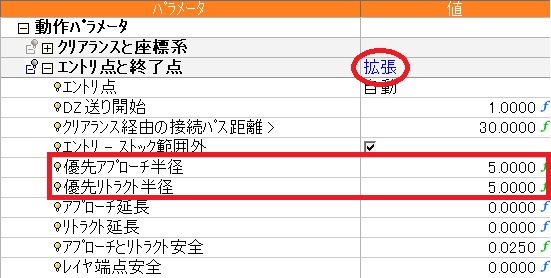 パラメータ 値
動作パラメータ
クリアランスと座標系
エントリ点と終了点 拡張
エントリ点 自動
DZ送り開始 1.0000 f
クリアランス経由の接続パス距離 > 30.0000 f
エントリ - ストック範囲外
優先アプローチ半径 5.0000 f
優先リトラクト半径 5.0000 f
アプローチ延長 0.0000 f
リトラクト延長 0.0000 f
アプローチとリトラクト安全 0.0250 f
レイヤ端点安全 0.0000 f